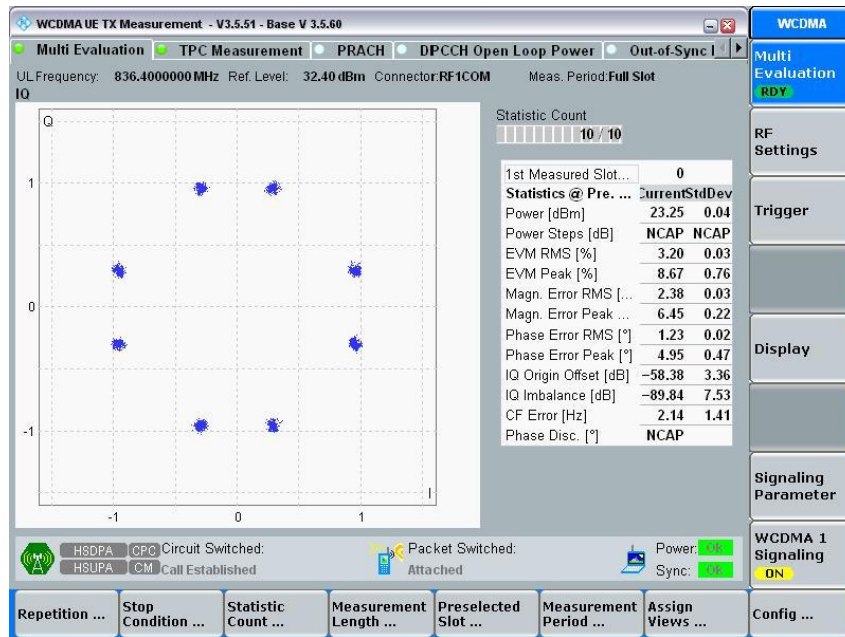 WCDMA UE TX Measurement - V3.5.51 - Base V 3.5.60
WCDMA
Multi Evaluation TPC Measurement PRACH DPCCH Open Loop Power Out-of-Sync
Multi Evaluation
RDY
UL Frequency: 836.4000000 MHz Ref. Level: 32.40 dBm Connector:RF1COM Meas. Period:Full Slot
IQ
RF Settings
Trigger
Display
Signaling Parameter
WCDMA 1 Signaling
ON
Config ...
Q
1
0
-1
I
-1 0 1
Statistic Count
10 / 10
1st Measured Slot... 0
Statistics @ Pre. ... CurrentStdDev
Power [dBm] 23.25 0.04
Power Steps [dB] NCAP NCAP
EVM RMS [%] 3.20 0.03
EVM Peak [%] 8.67 0.76
Magn. Error RMS [... 2.38 0.03
Magn. Error Peak ... 6.45 0.22
Phase Error RMS [°] 1.23 0.02
Phase Error Peak [°] 4.95 0.47
IQ Origin Offset [dB] −58.38 3.36
IQ Imbalance [dB] −89.84 7.53
CF Error [Hz] 2.14 1.41
Phase Disc. [°] NCAP
HSDPA CPC Circuit Switched: Packet Switched: Power: OK
HSUPA CM Call Established Attached Sync: OK
Repetition ...
Stop Condition ...
Statistic Count ...
Measurement Length ...
Preselected Slot ...
Measurement Period ...
Assign Views ...